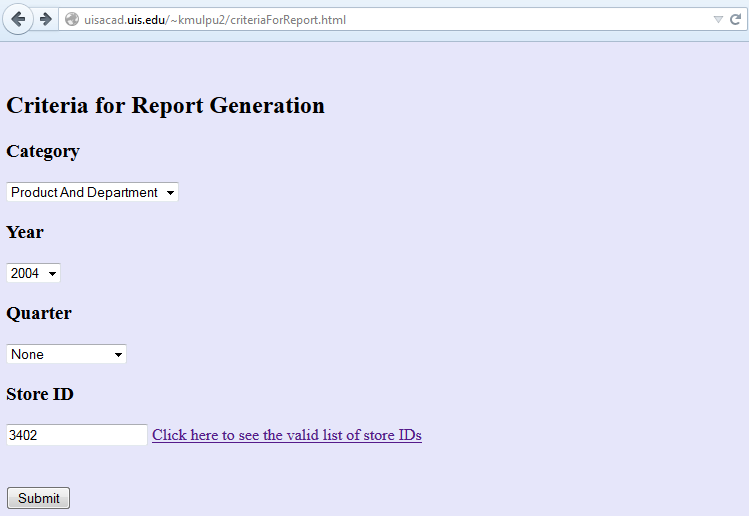 uisacad.uis.edu/~kmulpu2/criteriaForReport.html
Criteria for Report Generation
Category
Product And Department
Year
2004
Quarter
None
Store ID
3402 Click here to see the valid list of store IDs
Submit